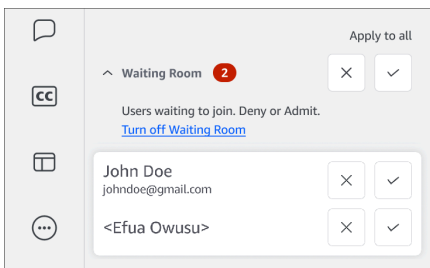 Apply to all
Waiting Room 2
Users waiting to join. Deny or Admit.
Turn off Waiting Room
CC
John Doe
johndoe@gmail.com
<Efua Owusu>